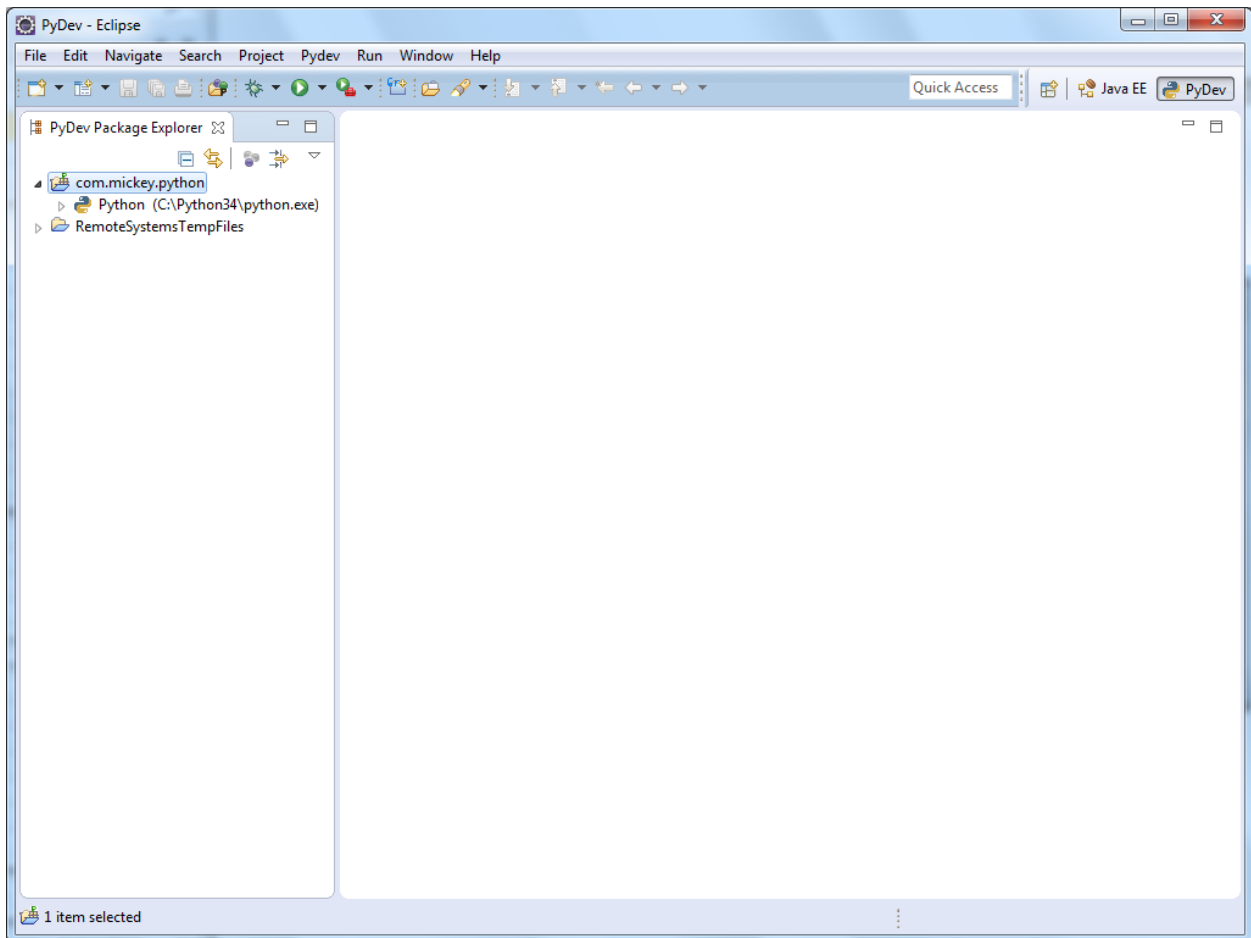 PyDev - Eclipse
File Edit Navigate Search Project Pydev Run Window Help
Quick Access Java EE PyDev
PyDev Package Explorer
com.mickey.python
Python (C:\Python34\python.exe)
RemoteSystemsTempFiles
1 item selected